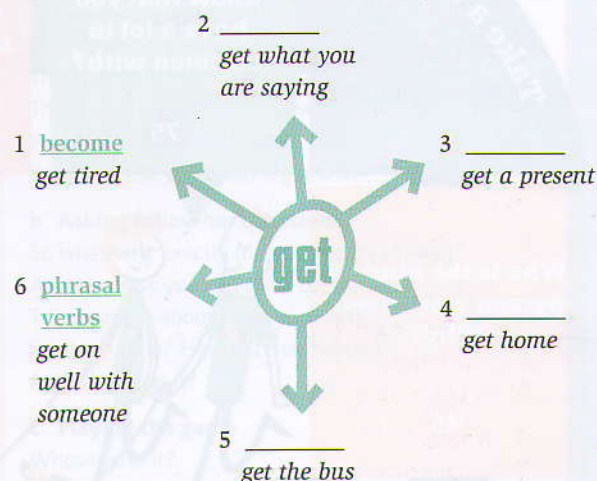 2 ________
get what you
are saying
1 become
get tired
3 ________
get a present
get
6 phrasal
verbs
get on
well with
someone
4 ________
get home
5 ________
get the bus